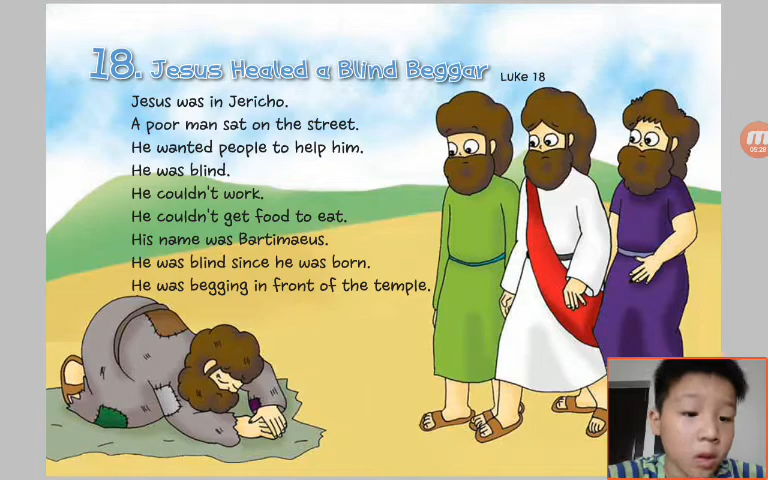 18. Jesus Healed a Blind Beggar Luke 18
Jesus was in Jericho.
A poor man sat on the street.
He wanted people to help him.
He was blind.
He couldn't work.
He couldn't get food to eat.
His name was Bartimaeus.
He was blind since he was born.
He was begging in front of the temple.
05:28